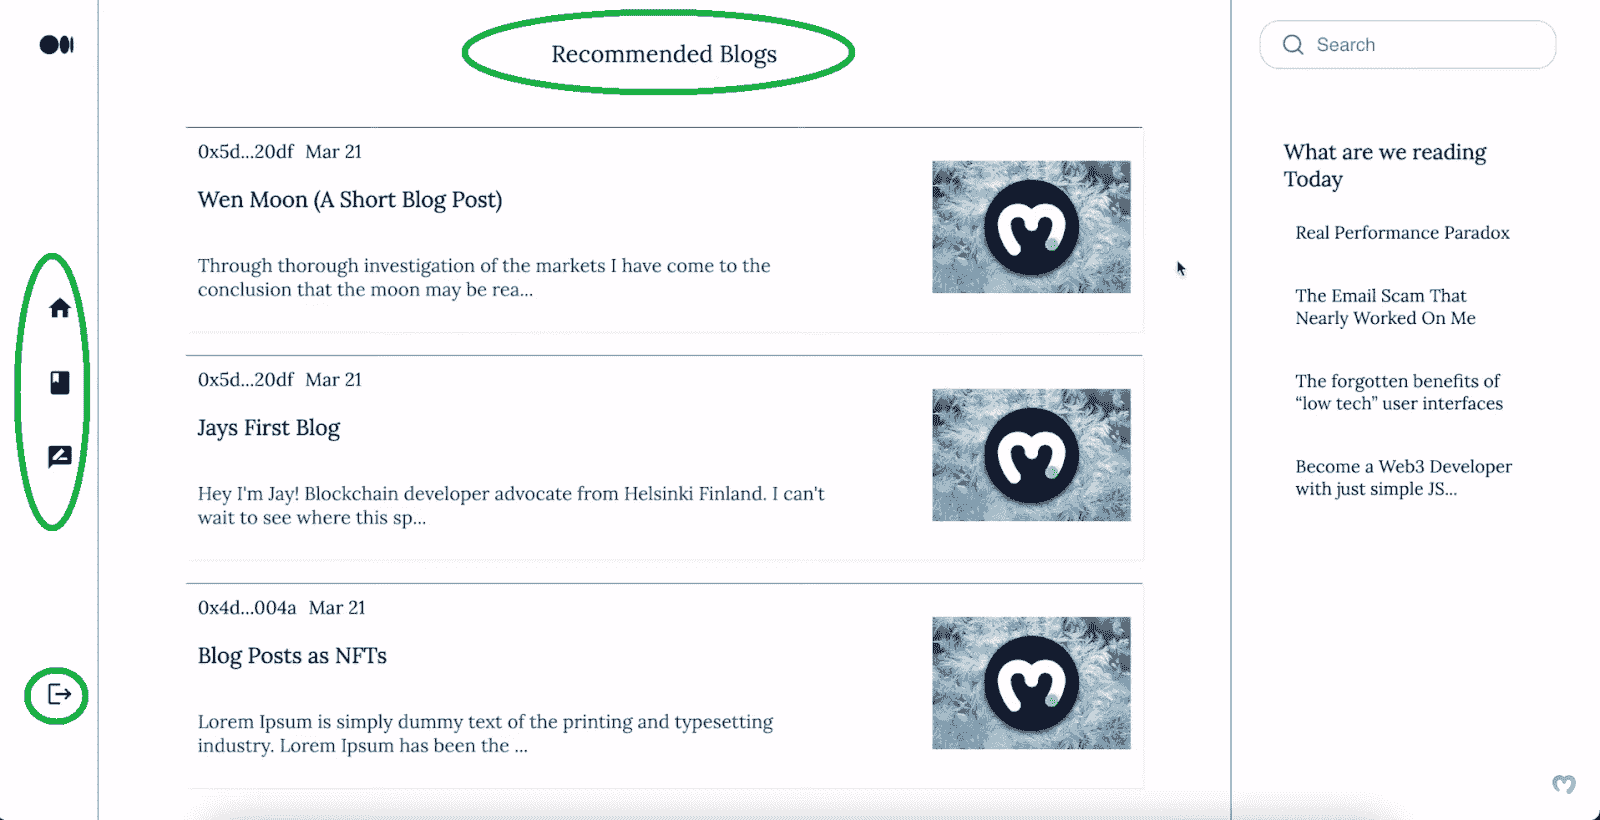 Recommended Blogs
Search
0x5d...20df Mar 21
Wen Moon (A Short Blog Post)
Through thorough investigation of the markets I have come to the
conclusion that the moon may be rea...
0x5d...20df Mar 21
Jays First Blog
Hey I'm Jay! Blockchain developer advocate from Helsinki Finland. I can't
wait to see where this sp...
0x4d...004a Mar 21
Blog Posts as NFTs
Lorem Ipsum is simply dummy text of the printing and typesetting
industry. Lorem Ipsum has been the ...
What are we reading
Today
Real Performance Paradox
The Email Scam That
Nearly Worked On Me
The forgotten benefits of
“low tech” user interfaces
Become a Web3 Developer
with just simple JS...